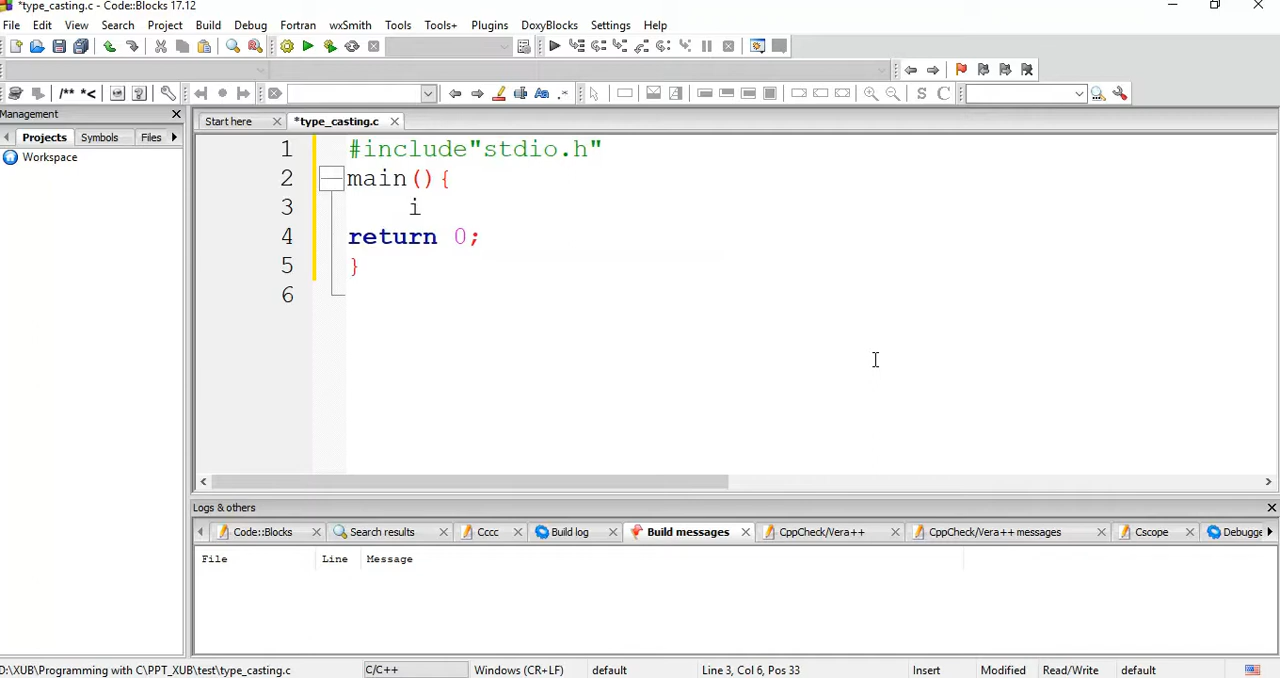 *type_casting.c - Code::Blocks 17.12
File Edit View Search Project Build Debug Fortran wxSmith Tools Tools+ Plugins DoxyBlocks Settings Help
/** *<
Aa .*
S C
Management
Start here *type_casting.c
Projects Symbols Files
Workspace
1 #include"stdio.h"
2 main(){
3 i
4 return 0;
5 }
6
Logs & others
Code::Blocks Search results Cccc Build log Build messages CppCheck/Vera++ CppCheck/Vera++ messages Cscope Debugge
File Line Message
D:\XUB\Programming with C\PPT_XUB\test\type_casting.c C/C++ Windows (CR+LF) default Line 3, Col 6, Pos 33 Insert Modified Read/Write default